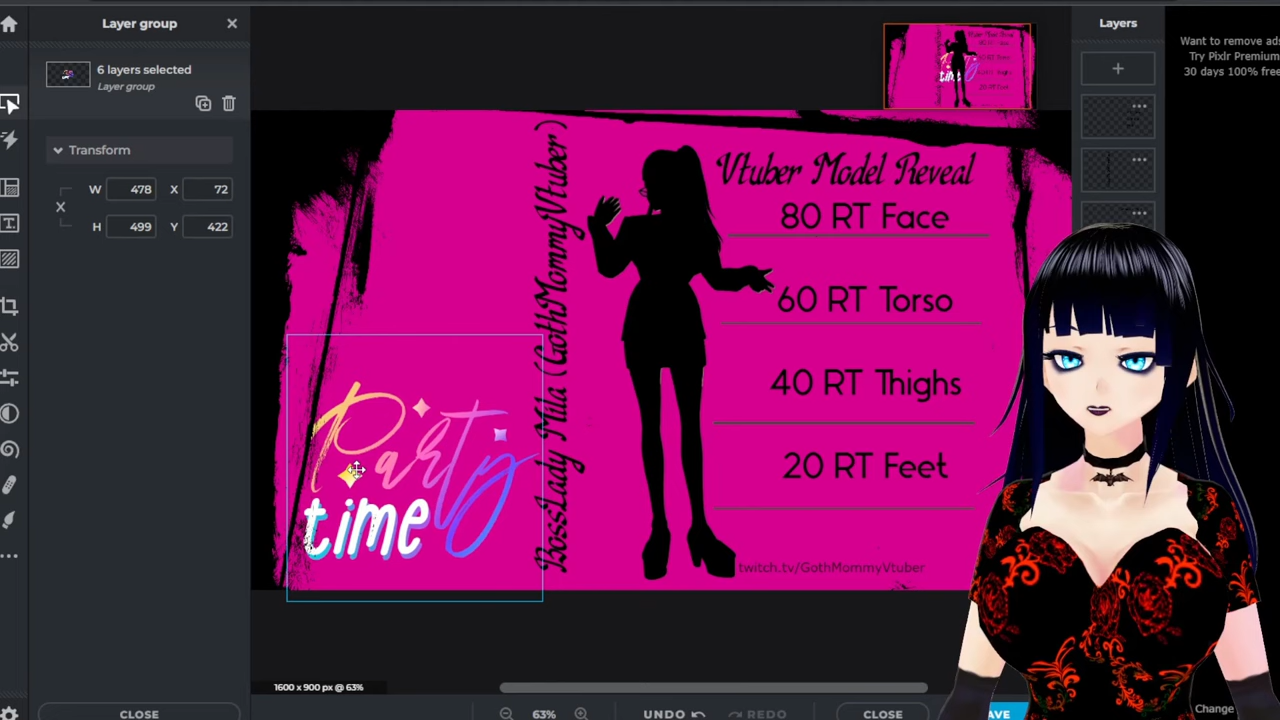 Layer group
6 layers selected
Layer group
Transform
W 478 X 72
X
H 499 Y 422
CLOSE
Vtuber Model Reveal
80 RT Face
60 RT Torso
40 RT Thighs
20 RT Feet
twitch.tv/GothMommyVtuber
BossLady Mila (GothMommyVtuber)
Party
time
1600 x 900 px @ 63%
63% UNDO REDO CLOSE
Layers
Want to remove ads
Try Pixlr Premium
30 days 100% free
Change